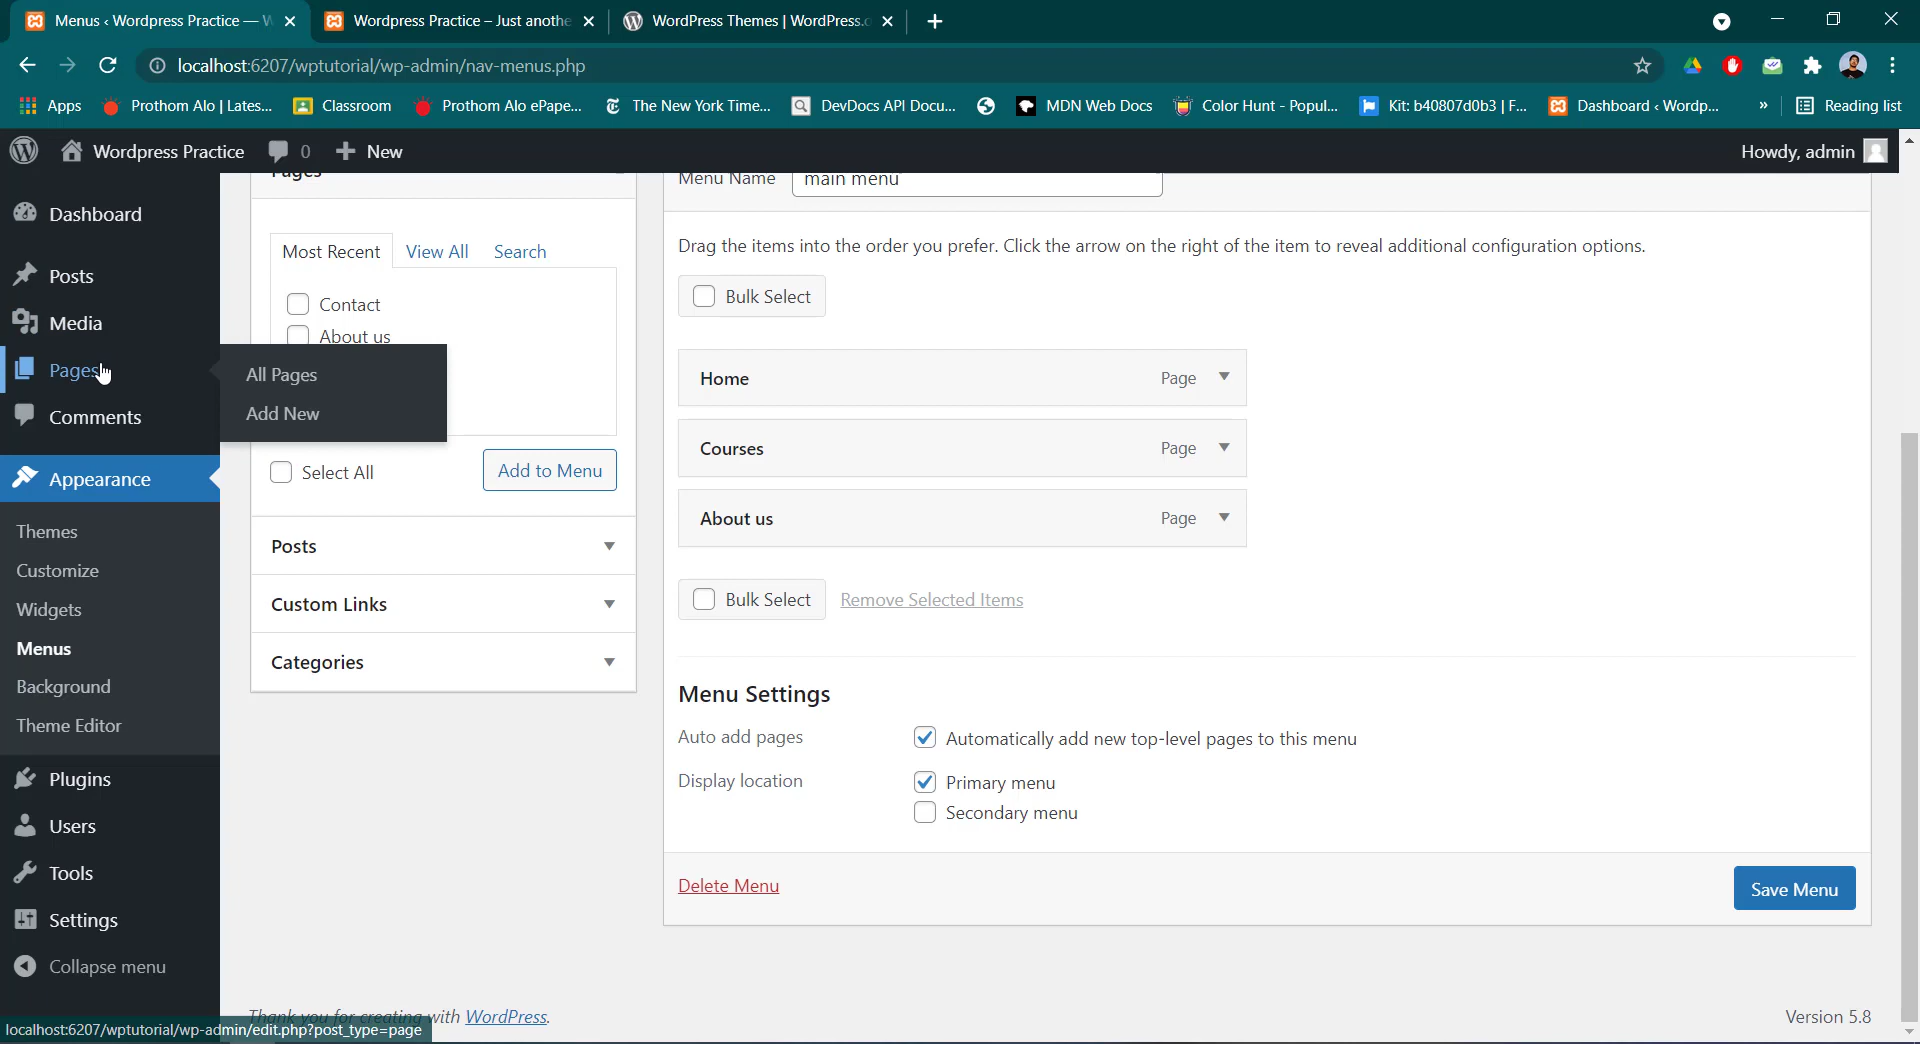 Menus ‹ Wordpress Practice — W
Wordpress Practice – Just anothe
WordPress Themes | WordPress.o
localhost:6207/wptutorial/wp-admin/nav-menus.php
Apps
Prothom Alo | Lates...
Classroom
Prothom Alo ePape...
The New York Time...
DevDocs API Docu...
MDN Web Docs
Color Hunt - Popul...
Kit: b40807d0b3 | F...
Dashboard ‹ Wordp...
»
Reading list
Wordpress Practice
0
New
Howdy, admin
Dashboard
Posts
Media
Pages
All Pages
Add New
Comments
Appearance
Themes
Customize
Widgets
Menus
Background
Theme Editor
Plugins
Users
Tools
Settings
Collapse menu
Pages
Most Recent
View All
Search
Contact
About us
Select All
Add to Menu
Posts
Custom Links
Categories
Menu Name
main menu
Drag the items into the order you prefer. Click the arrow on the right of the item to reveal additional configuration options.
Bulk Select
Home Page
Courses Page
About us Page
Bulk Select
Remove Selected Items
Menu Settings
Auto add pages
Automatically add new top-level pages to this menu
Display location
Primary menu
Secondary menu
Delete Menu
Save Menu
Thank you for creating with WordPress.
Version 5.8
localhost:6207/wptutorial/wp-admin/edit.php?post_type=page